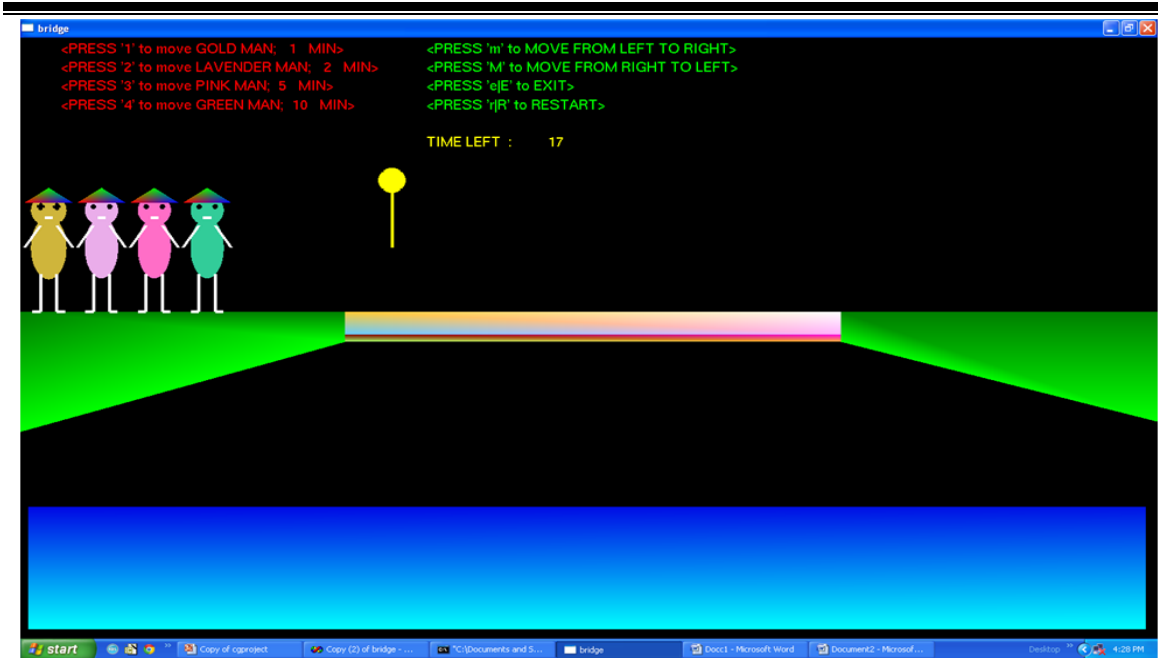 bridge
<PRESS '1' to move GOLD MAN; 1 MIN>
<PRESS '2' to move LAVENDER MAN; 2 MIN>
<PRESS '3' to move PINK MAN; 5 MIN>
<PRESS '4' to move GREEN MAN; 10 MIN>
<PRESS 'm' to MOVE FROM LEFT TO RIGHT>
<PRESS 'M' to MOVE FROM RIGHT TO LEFT>
<PRESS 'e|E' to EXIT>
<PRESS 'r|R' to RESTART>
TIME LEFT : 17
start » Copy of cgproject Copy (2) of bridge - ... "C:\Documents and S... bridge Docc1 - Microsoft Word Document2 - Microsof... Desktop » 4:28 PM